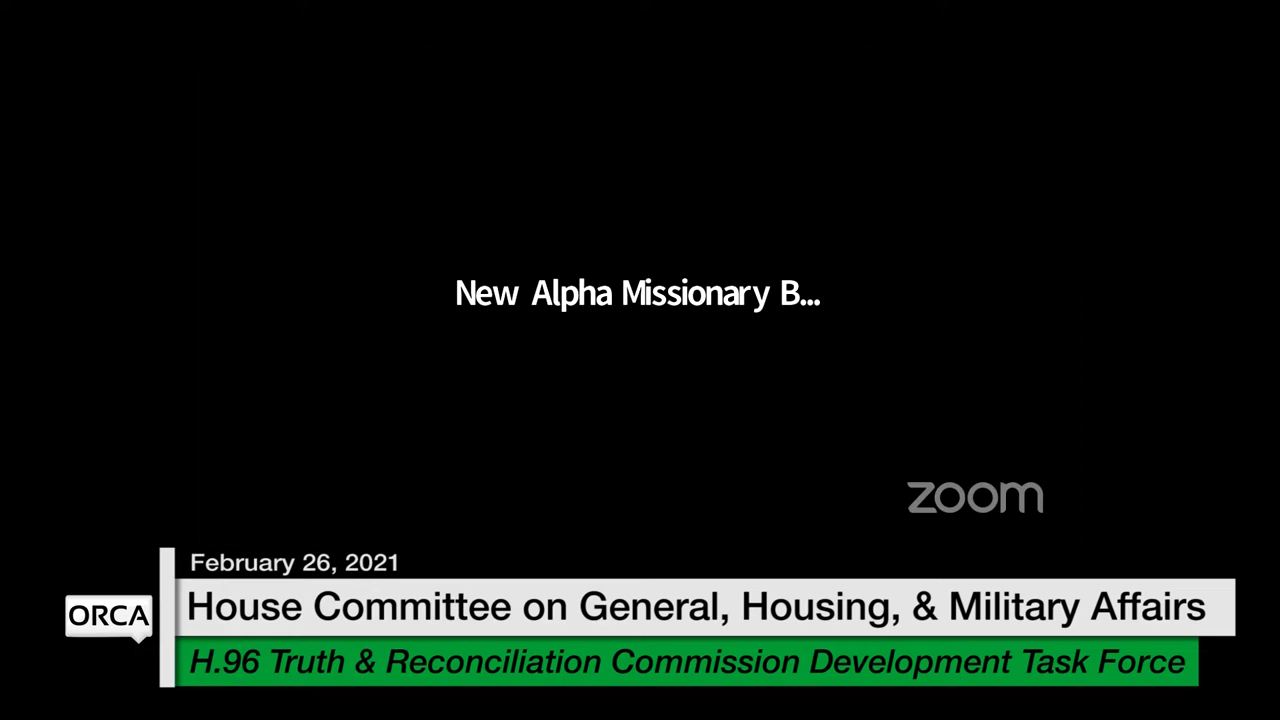 New Alpha Missionary B...
zoom
February 26, 2021
House Committee on General, Housing, & Military Affairs
ORCA
H.96 Truth & Reconciliation Commission Development Task Force